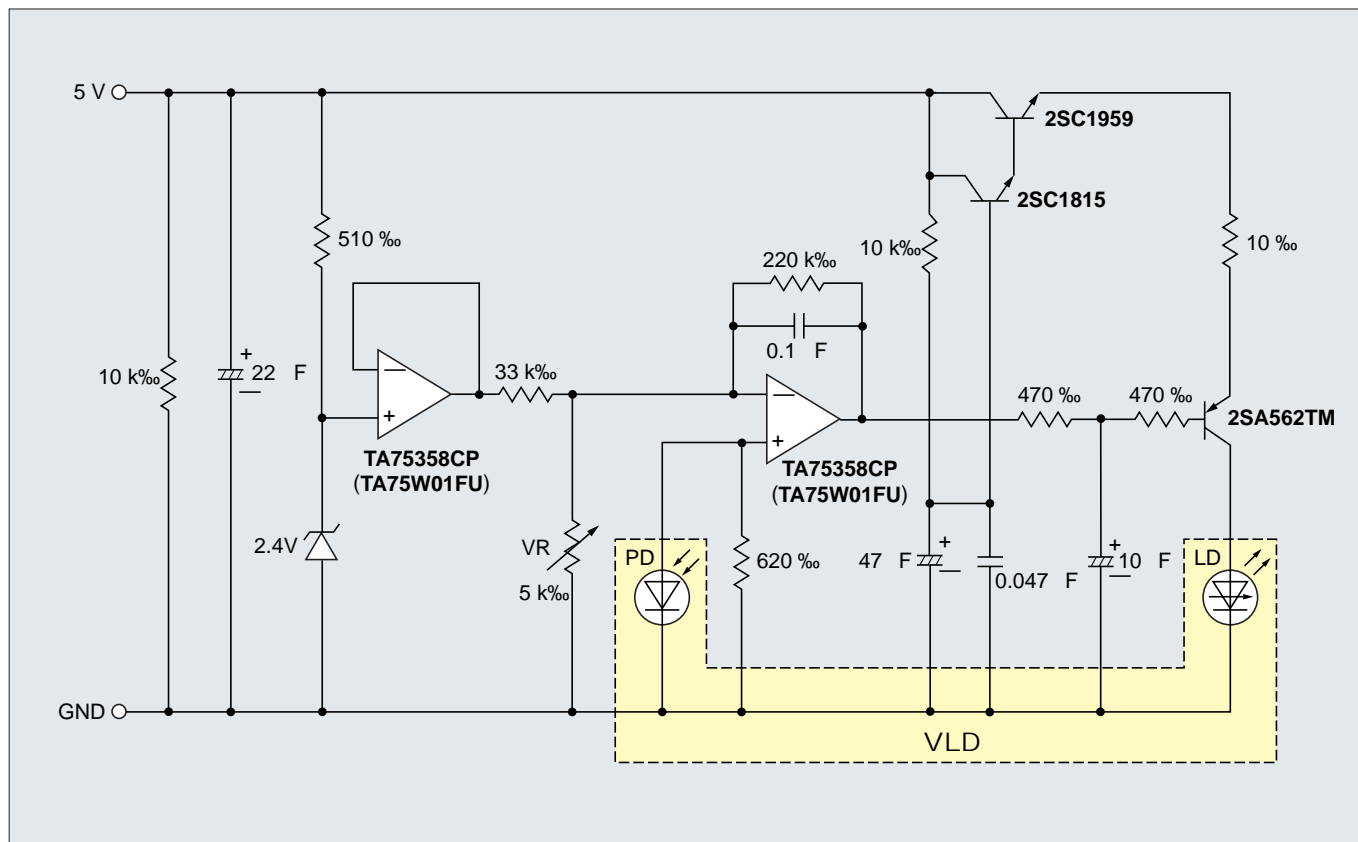 5 V
2SC1959
2SC1815
510 ‰
10 k‰
10 ‰
220 k‰
0.1 F
+
22 F
—
10 k‰
33 k‰
—
+
—
+
470 ‰
470 ‰
2SA562TM
TA75358CP
(TA75W01FU)
TA75358CP
(TA75W01FU)
2.4V
VR
5 k‰
PD
620 ‰
47 F
+
—
0.047 F
+
10 F
—
LD
GND
VLD